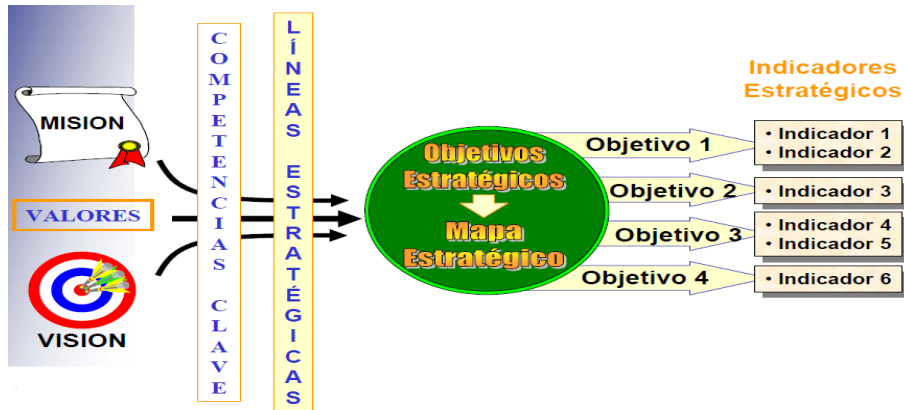 MISION
VALORES
VISION
COMPETENCIAS CLAVE
LÍNEAS ESTRATÉGICAS
Objetivos
Estratégicos
Mapa
Estratégico
Objetivo 1
Objetivo 2
Objetivo 3
Objetivo 4
Indicadores
Estratégicos
• Indicador 1
• Indicador 2
• Indicador 3
• Indicador 4
• Indicador 5
• Indicador 6